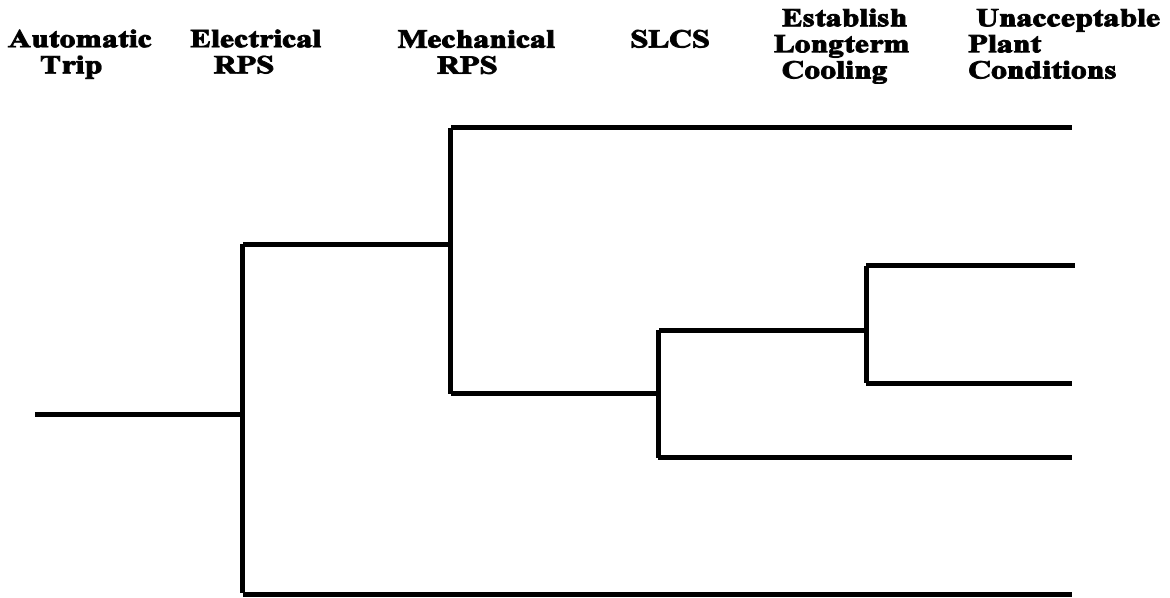 Automatic
Trip
Electrical
RPS
Mechanical
RPS
SLCS
Establish
Longterm
Cooling
Unacceptable
Plant
Conditions